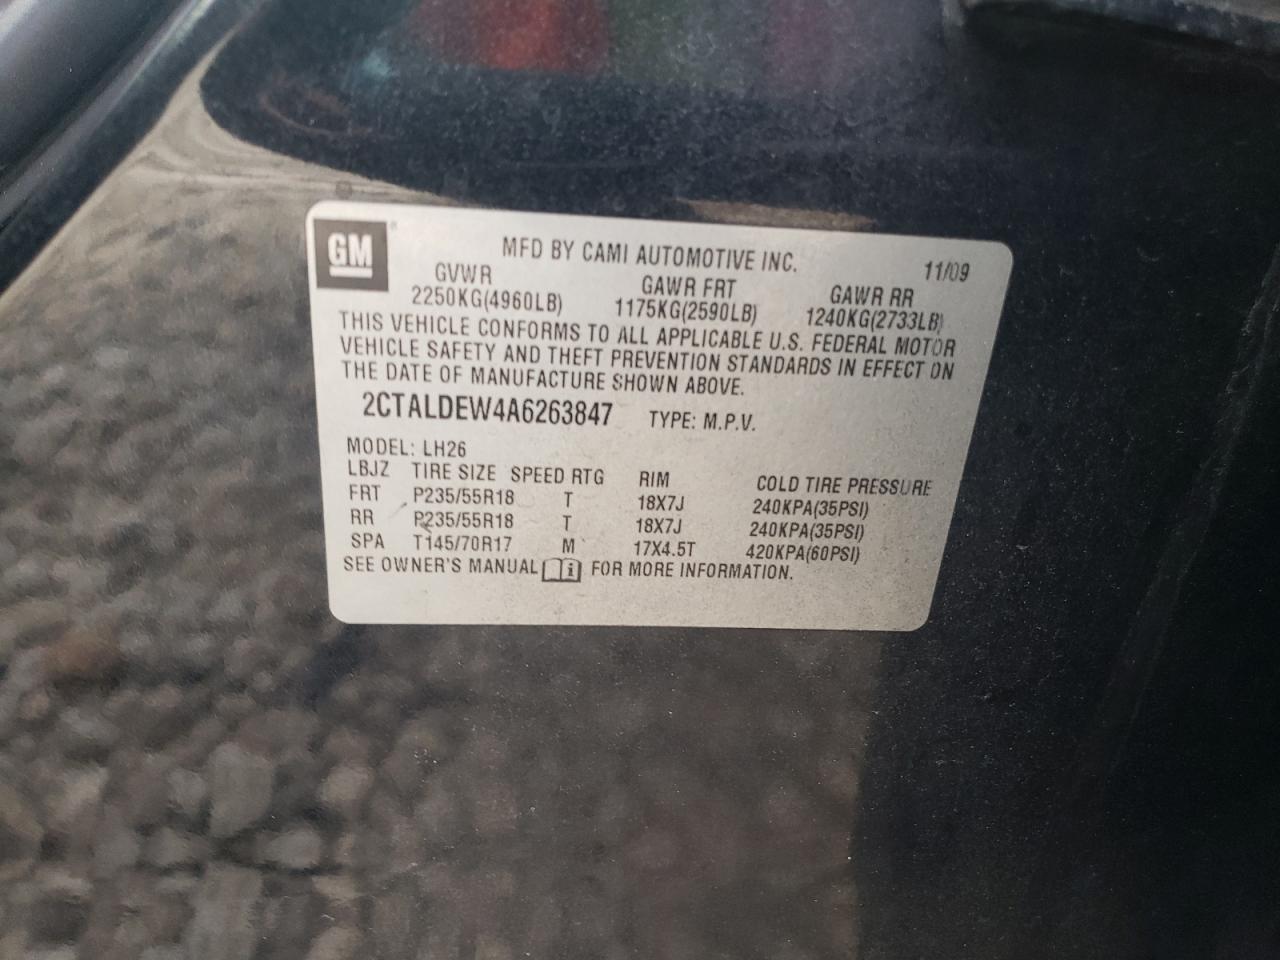 GM
MFD BY CAMI AUTOMOTIVE INC. 11/09
GVWR GAWR FRT GAWR RR
2250KG(4960LB) 1175KG(2590LB) 1240KG(2733LB)
THIS VEHICLE CONFORMS TO ALL APPLICABLE U.S. FEDERAL MOTOR
VEHICLE SAFETY AND THEFT PREVENTION STANDARDS IN EFFECT ON
THE DATE OF MANUFACTURE SHOWN ABOVE.
2CTALDEW4A6263847 TYPE: M.P.V.
MODEL: LH26
LBJZ TIRE SIZE SPEED RTG RIM COLD TIRE PRESSURE
FRT P235/55R18 T 18X7J 240KPA(35PSI)
RR P235/55R18 T 18X7J 240KPA(35PSI)
SPA T145/70R17 M 17X4.5T 420KPA(60PSI)
SEE OWNER'S MANUAL i FOR MORE INFORMATION.